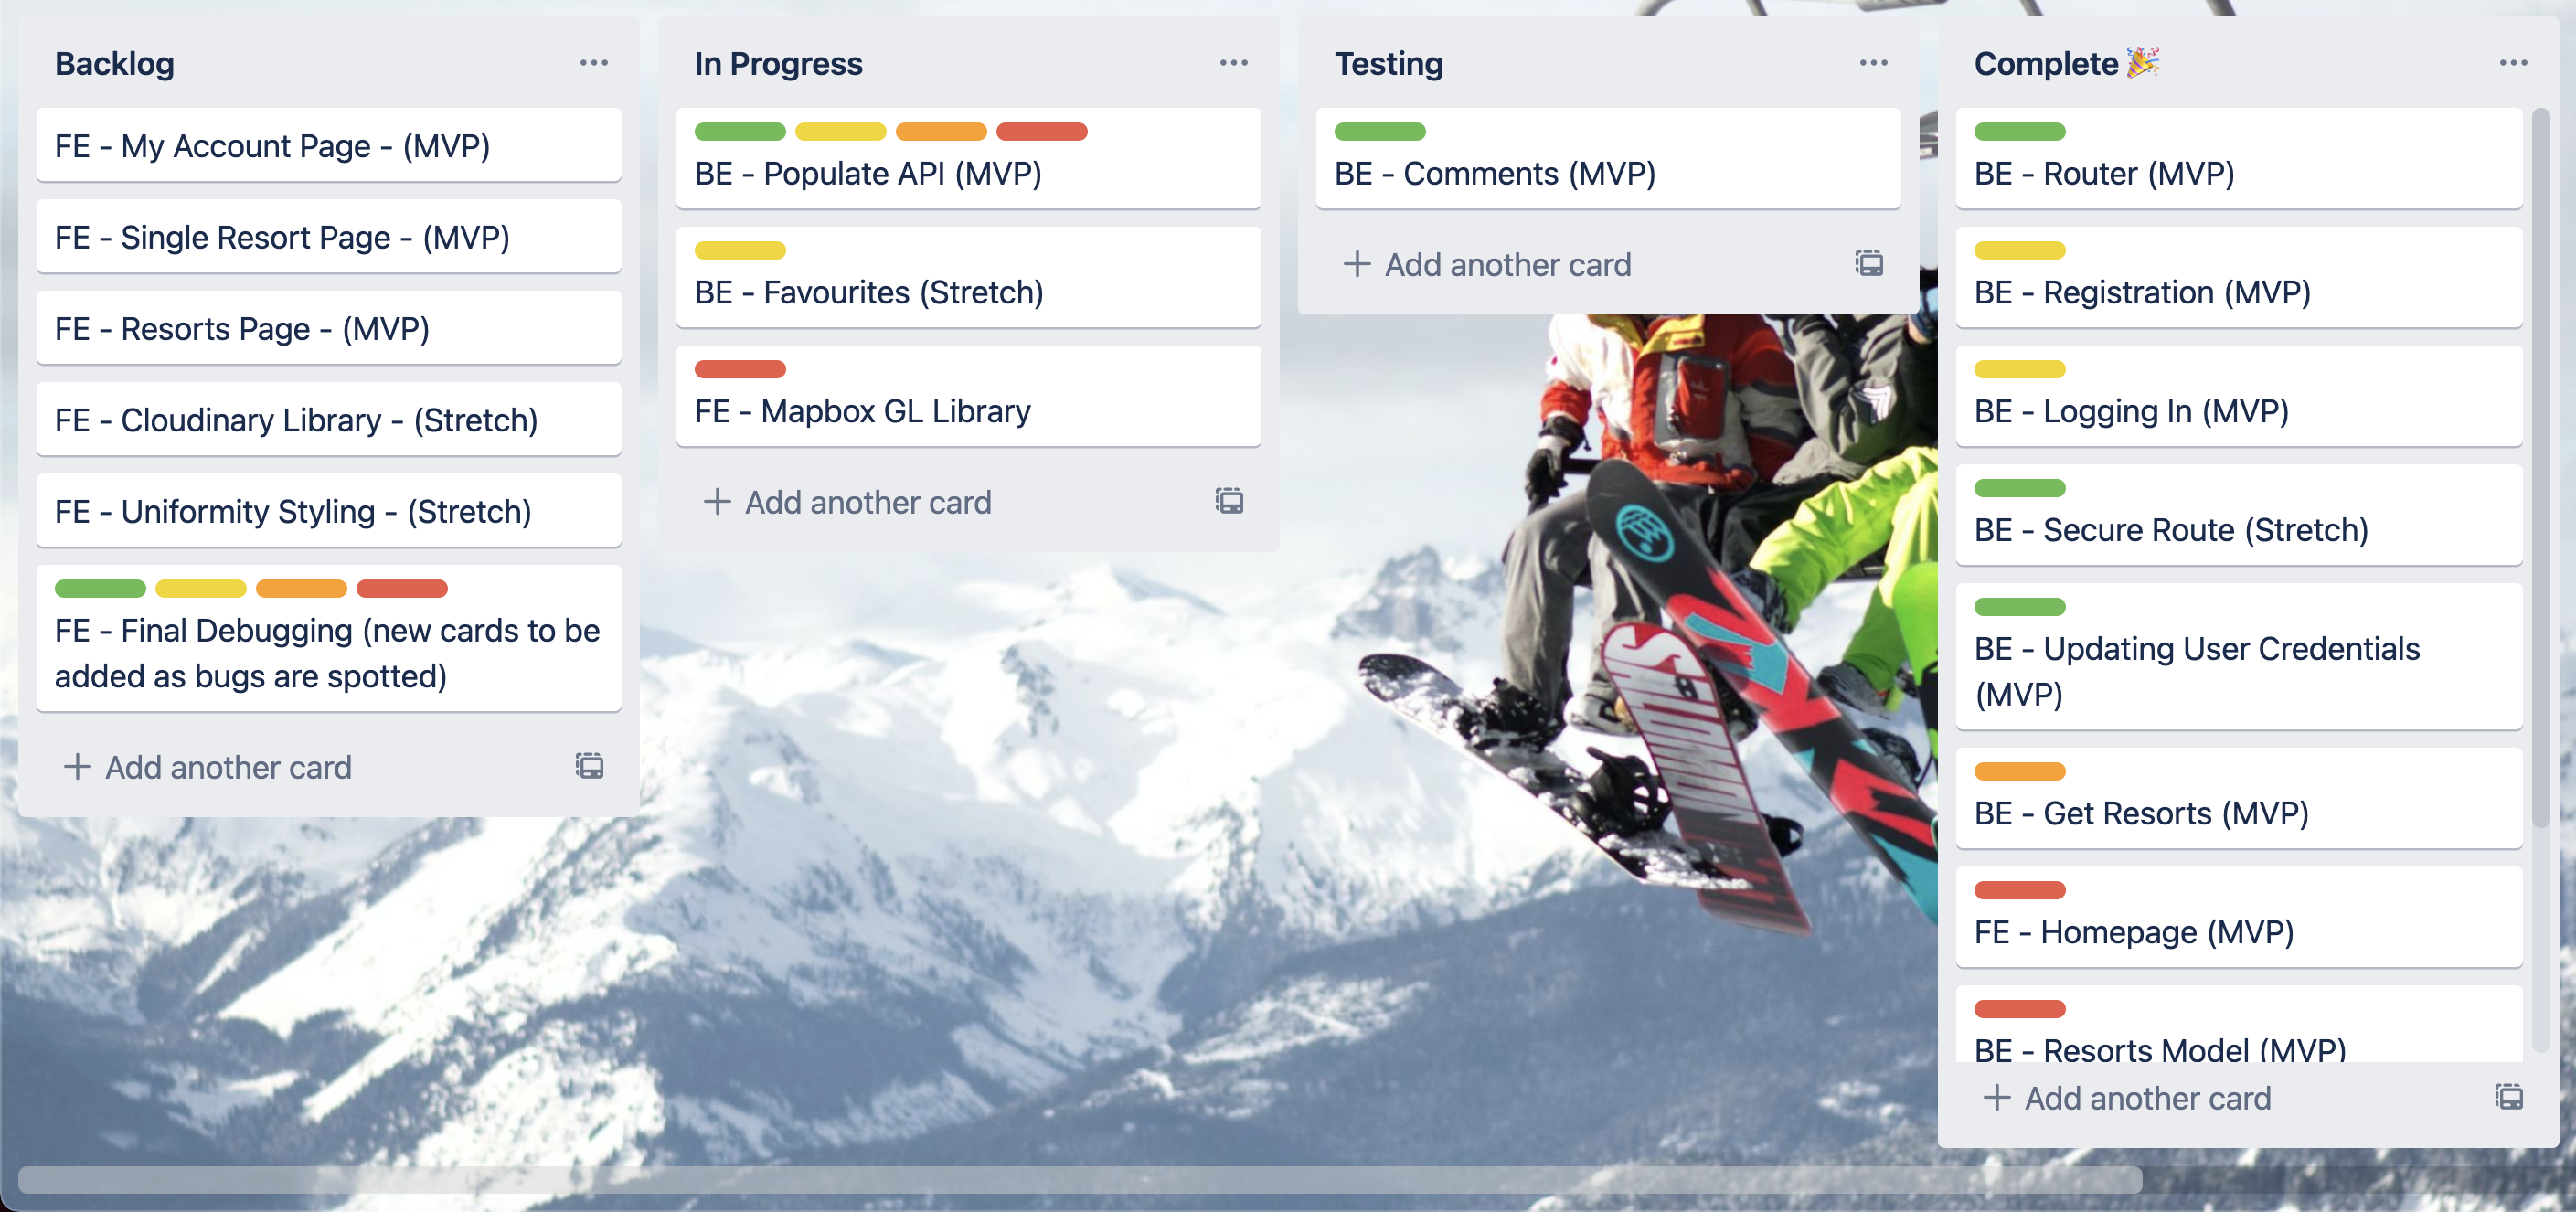 Backlog
FE - My Account Page - (MVP)
FE - Single Resort Page - (MVP)
FE - Resorts Page - (MVP)
FE - Cloudinary Library - (Stretch)
FE - Uniformity Styling - (Stretch)
FE - Final Debugging (new cards to be
added as bugs are spotted)
+ Add another card
In Progress
BE - Populate API (MVP)
BE - Favourites (Stretch)
FE - Mapbox GL Library
+ Add another card
Testing
BE - Comments (MVP)
+ Add another card
Complete 🎉
BE - Router (MVP)
BE - Registration (MVP)
BE - Logging In (MVP)
BE - Secure Route (Stretch)
BE - Updating User Credentials
(MVP)
BE - Get Resorts (MVP)
FE - Homepage (MVP)
BE - Resorts Model (MVP)
+ Add another card